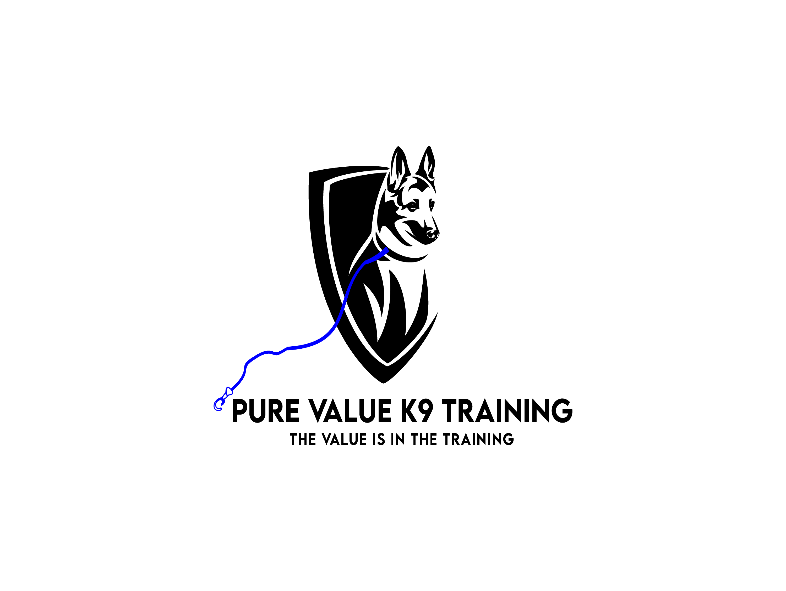 PURE VALUE K9 TRAINING
THE VALUE IS IN THE TRAINING